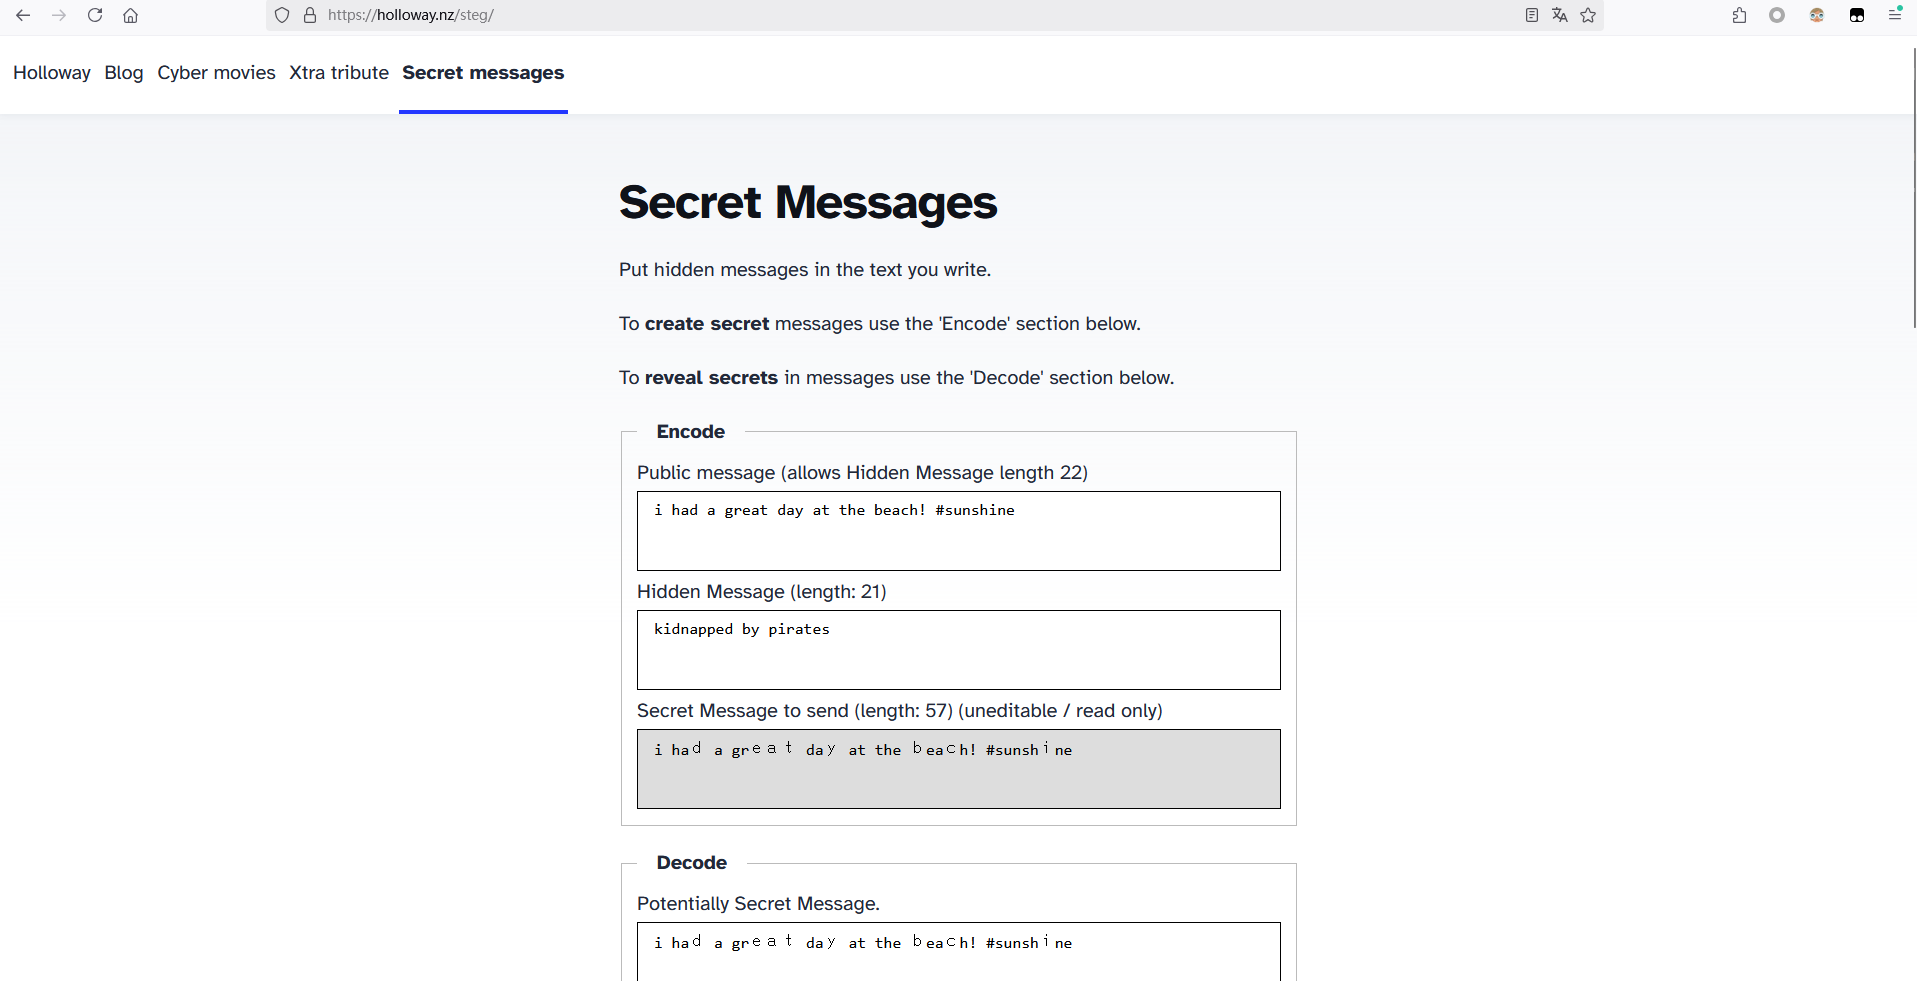 https://holloway.nz/steg/
Holloway Blog Cyber movies Xtra tribute Secret messages
Secret Messages
Put hidden messages in the text you write.
To create secret messages use the 'Encode' section below.
To reveal secrets in messages use the 'Decode' section below.
Encode
Public message (allows Hidden Message length 22)
i had a great day at the beach! #sunshine
Hidden Message (length: 21)
kidnapped by pirates
Secret Message to send (length: 57) (uneditable / read only)
i had a great day at the beach! #sunshine
Decode
Potentially Secret Message.
i had a great day at the beach! #sunshine